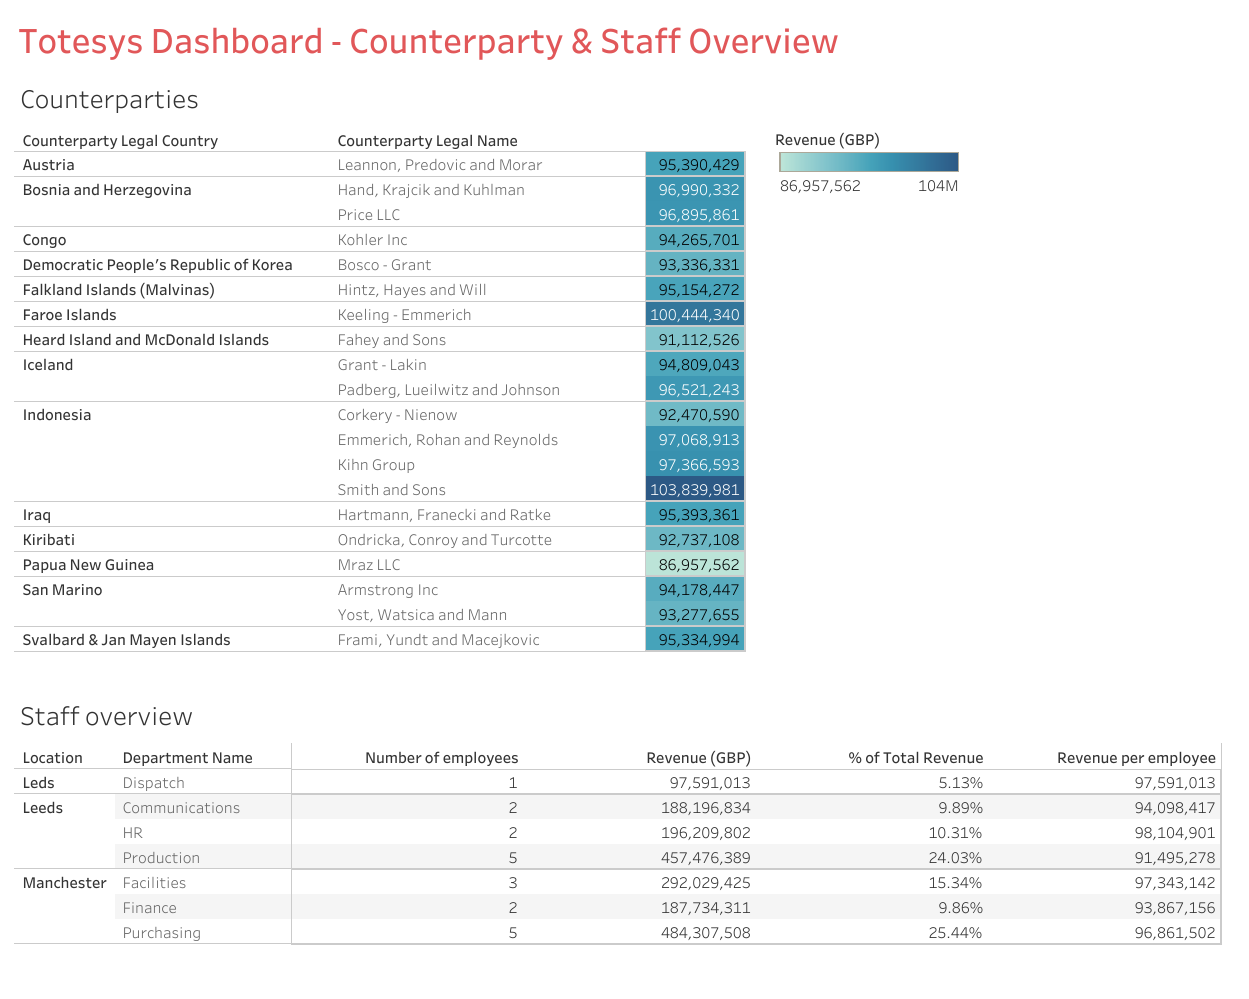 Totesys Dashboard - Counterparty & Staff Overview
Counterparties
Counterparty Legal Country Counterparty Legal Name Revenue (GBP)
86,957,562 104M
Austria Leannon, Predovic and Morar 95,390,429
Bosnia and Herzegovina Hand, Krajcik and Kuhlman 96,990,332
Price LLC 96,895,861
Congo Kohler Inc 94,265,701
Democratic People's Republic of Korea Bosco - Grant 93,336,331
Falkland Islands (Malvinas) Hintz, Hayes and Will 95,154,272
Faroe Islands Keeling - Emmerich 100,444,340
Heard Island and McDonald Islands Fahey and Sons 91,112,526
Iceland Grant - Lakin 94,809,043
Padberg, Lueilwitz and Johnson 96,521,243
Indonesia Corkery - Nienow 92,470,590
Emmerich, Rohan and Reynolds 97,068,913
Kihn Group 97,366,593
Smith and Sons 103,839,981
Iraq Hartmann, Franecki and Ratke 95,393,361
Kiribati Ondricka, Conroy and Turcotte 92,737,108
Papua New Guinea Mraz LLC 86,957,562
San Marino Armstrong Inc 94,178,447
Yost, Watsica and Mann 93,277,655
Svalbard & Jan Mayen Islands Frami, Yundt and Macejkovic 95,334,994
Staff overview
Location Department Name Number of employees Revenue (GBP) % of Total Revenue Revenue per employee
Leds Dispatch 1 97,591,013 5.13% 97,591,013
Leeds Communications 2 188,196,834 9.89% 94,098,417
HR 2 196,209,802 10.31% 98,104,901
Production 5 457,476,389 24.03% 91,495,278
Manchester Facilities 3 292,029,425 15.34% 97,343,142
Finance 2 187,734,311 9.86% 93,867,156
Purchasing 5 484,307,508 25.44% 96,861,502